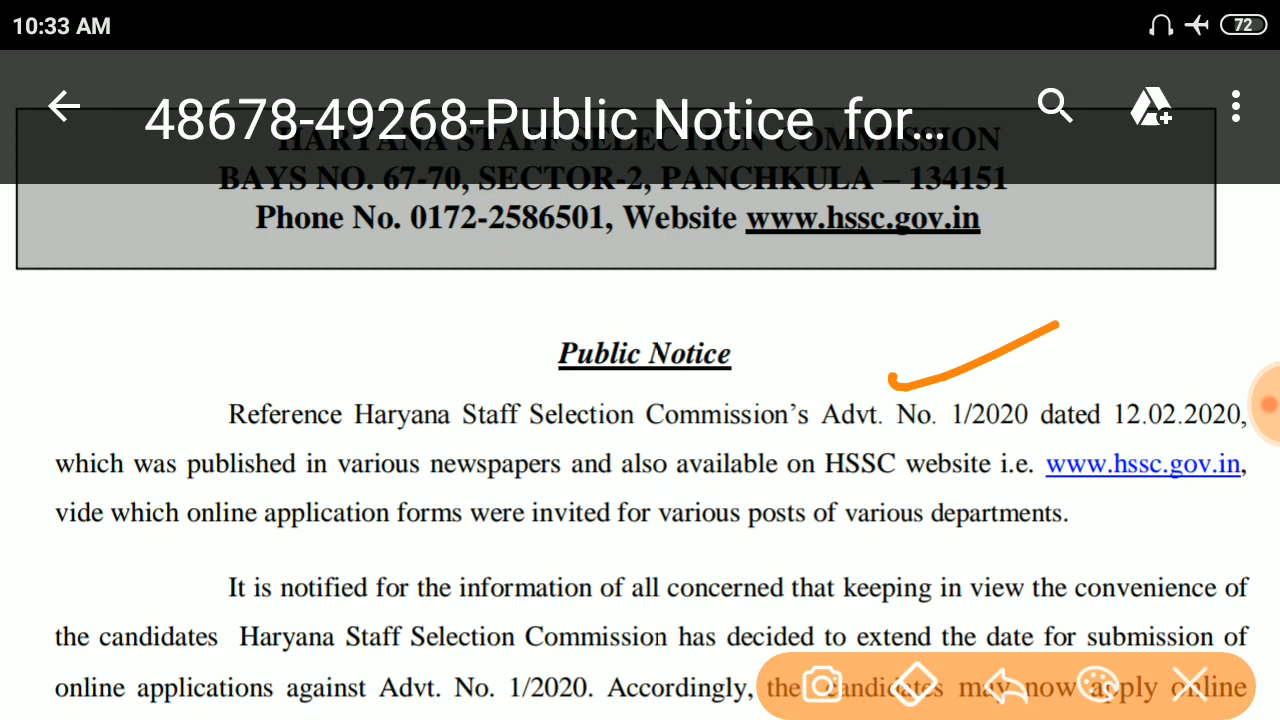 10:33 AM
72
48678-49268-Public Notice for...
HARYANA STAFF SELECTION COMMISSION
BAYS NO. 67-70, SECTOR-2, PANCHKULA – 134151
Phone No. 0172-2586501, Website www.hssc.gov.in
Public Notice
Reference Haryana Staff Selection Commission’s Advt. No. 1/2020 dated 12.02.2020,
which was published in various newspapers and also available on HSSC website i.e. www.hssc.gov.in,
vide which online application forms were invited for various posts of various departments.
It is notified for the information of all concerned that keeping in view the convenience of
the candidates Haryana Staff Selection Commission has decided to extend the date for submission of
online applications against Advt. No. 1/2020. Accordingly, the candidates may now apply online